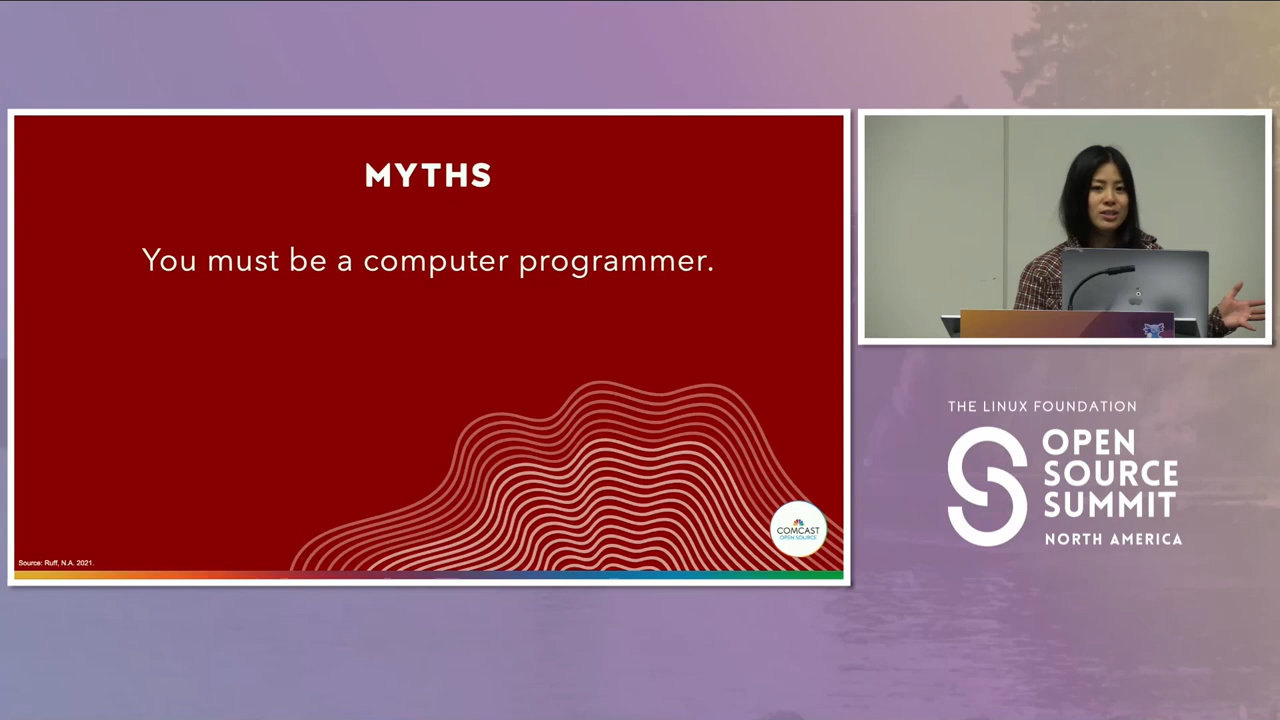 MYTHS
You must be a computer programmer.
COMCAST
OPEN SOURCE
Source: Ruff, N.A. 2021.
THE LINUX FOUNDATION
OPEN
SOURCE
SUMMIT
NORTH AMERICA